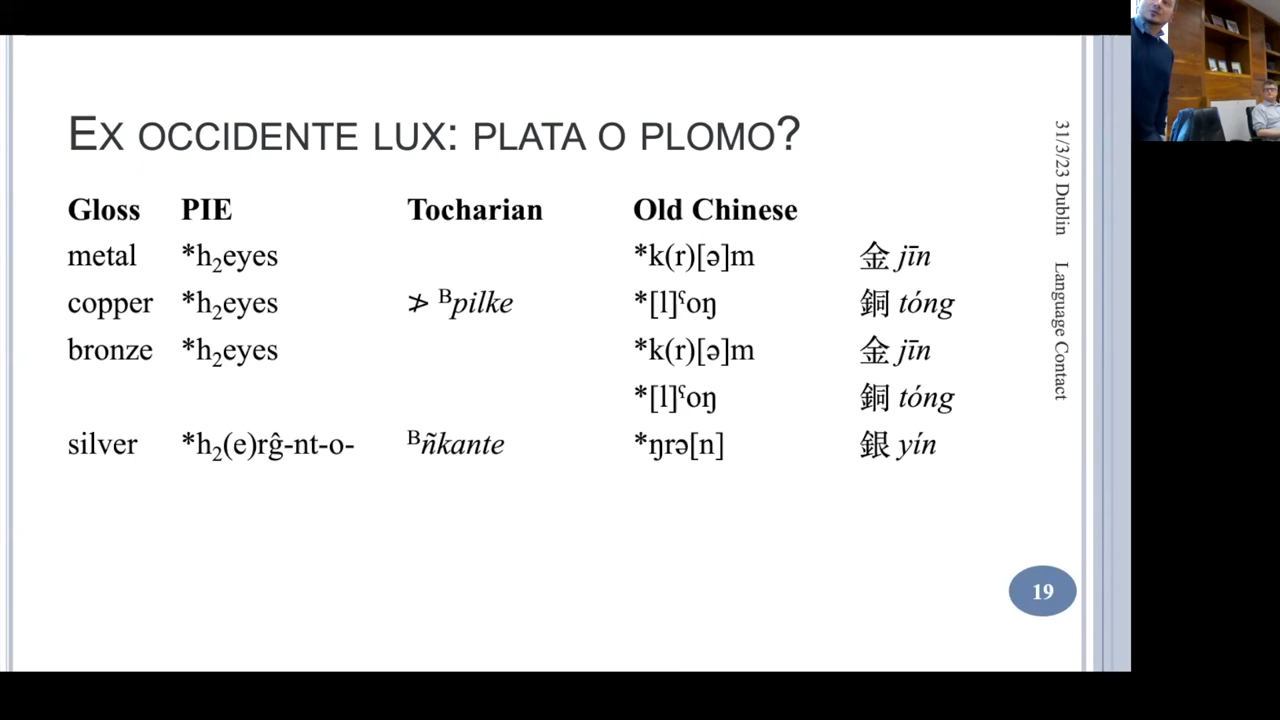 EX OCCIDENTE LUX: PLATA O PLOMO?
Gloss PIE Tocharian Old Chinese
metal *h₂eyes *k(r)[ə]m 金 jīn
copper *h₂eyes ≯ ᴮpilke *[l]ˤoŋ 銅 tóng
bronze *h₂eyes *k(r)[ə]m 金 jīn
*[l]ˤoŋ 銅 tóng
silver *h₂(e)rĝ-nt-o- ᴮñkante *ŋrə[n] 銀 yín
31/3/23 Dublin Language Contact
19